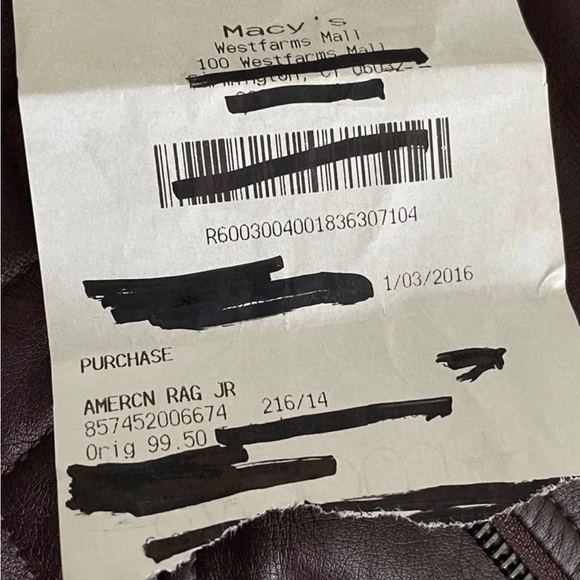 Macy's
Westfarms Mall
100 Westfarms Mall
R6003004001836307104
1/03/2016
PURCHASE
AMERCN RAG JR
857452006674 216/14
Orig 99.50